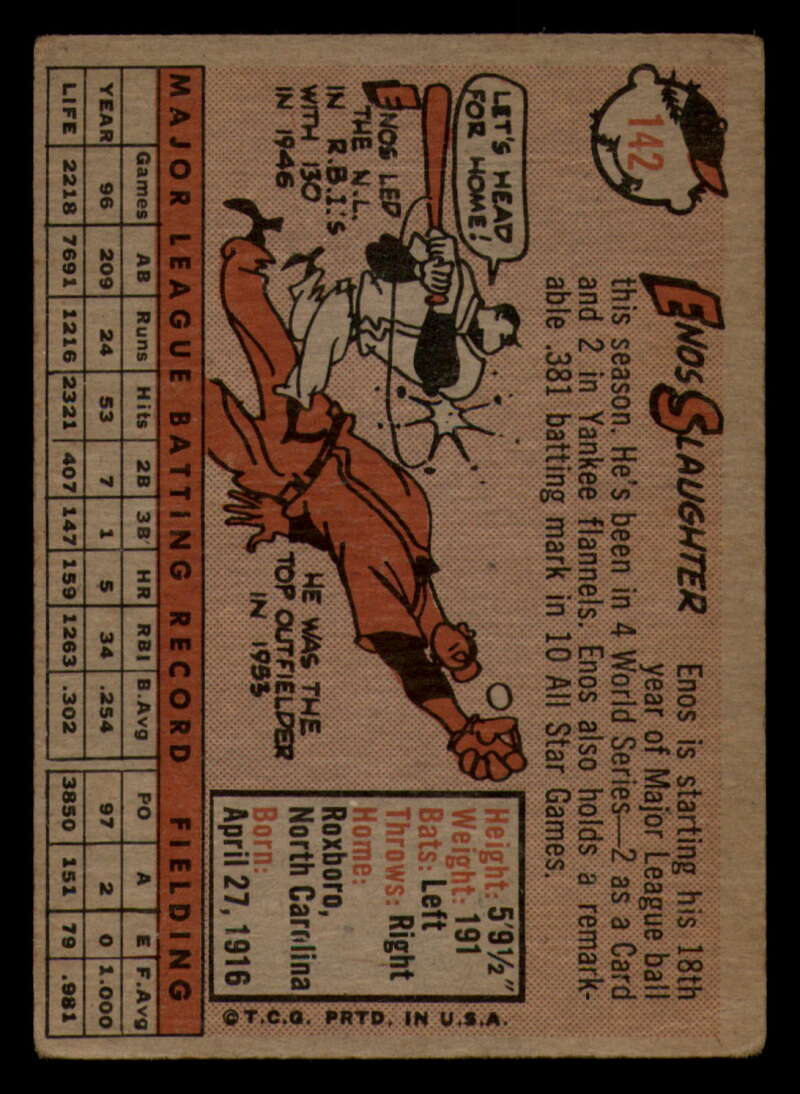 142
ENOS SLAUGHTER
Enos is starting his 18th
year of Major League ball
this season. He's been in 4 World Series—2 as a Card
and 2 in Yankee flannels. Enos also holds a remark-
able .381 batting mark in 10 All Star Games.
LET'S HEAD
FOR HOME!
ENOS LED
THE N.L.
IN R.B.I.'S
WITH 130
IN 1946
HE WAS THE
TOP OUTFIELDER
IN 1953
Height: 5'9½"
Weight: 191
Bats: Left
Throws: Right
Home:
Roxboro,
North Carolina
Born:
April 27, 1916
©T.C.G. PRTD. IN U.S.A.
MAJOR LEAGUE BATTING RECORD FIELDING
Games AB Runs Hits 2B 3B HR RBI B.Avg PO A E F.Avg
YEAR 96 209 24 53 7 1 5 34 .254 97 2 0 1.000
LIFE 2218 7691 1216 2321 407 147 159 1263 .302 3850 151 79 .981